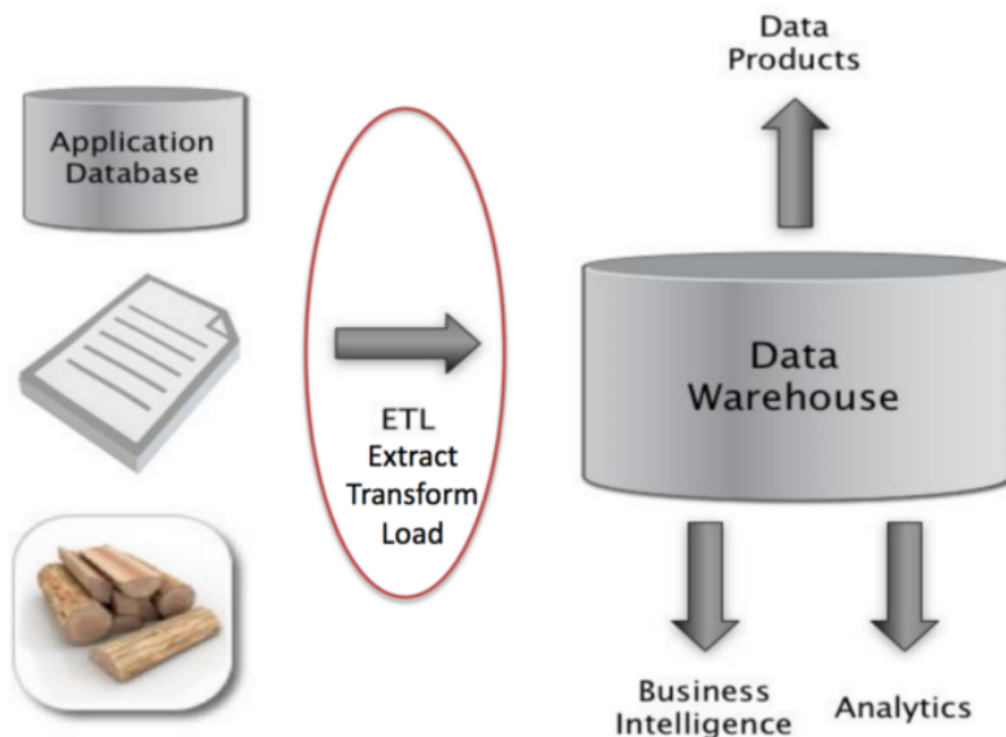 Application
Database
ETL
Extract
Transform
Load
Data
Products
Data
Warehouse
Business
Intelligence
Analytics